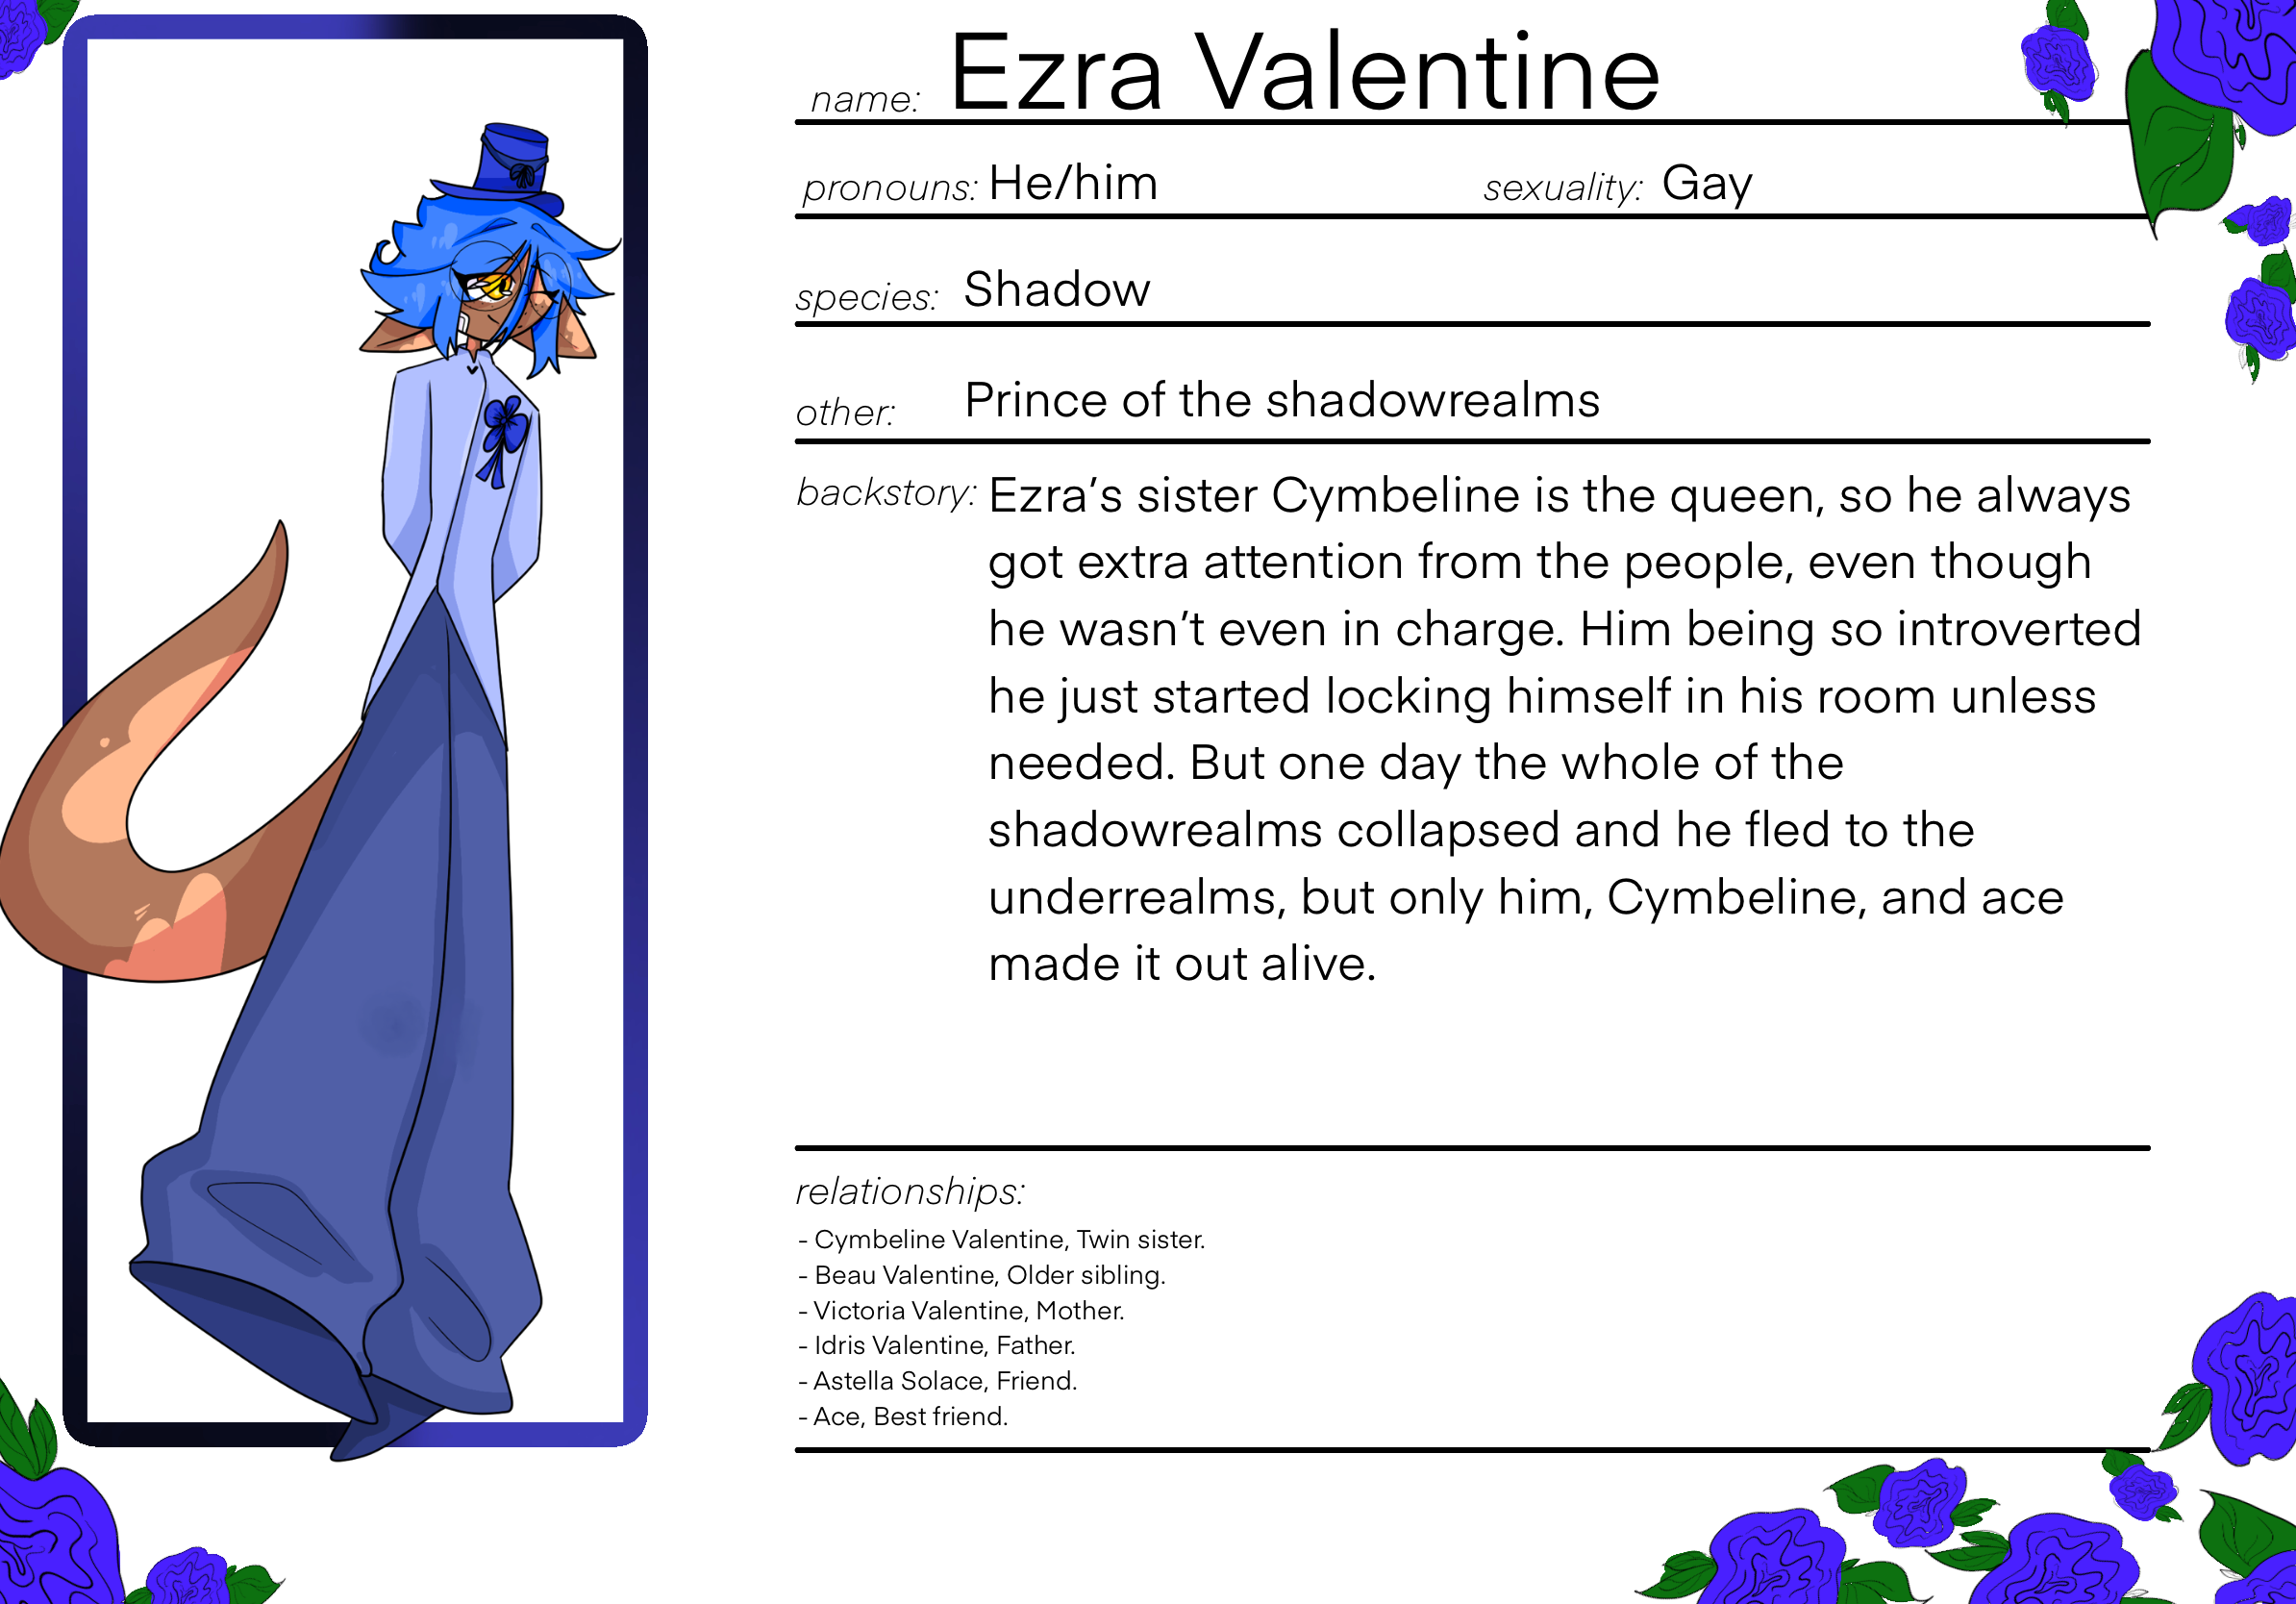 name: Ezra Valentine
pronouns: He/him sexuality: Gay
species: Shadow
other: Prince of the shadowrealms
backstory: Ezra’s sister Cymbeline is the queen, so he always
got extra attention from the people, even though
he wasn’t even in charge. Him being so introverted
he just started locking himself in his room unless
needed. But one day the whole of the
shadowrealms collapsed and he fled to the
underrealms, but only him, Cymbeline, and ace
made it out alive.
relationships:
- Cymbeline Valentine, Twin sister.
- Beau Valentine, Older sibling.
- Victoria Valentine, Mother.
- Idris Valentine, Father.
- Astella Solace, Friend.
- Ace, Best friend.